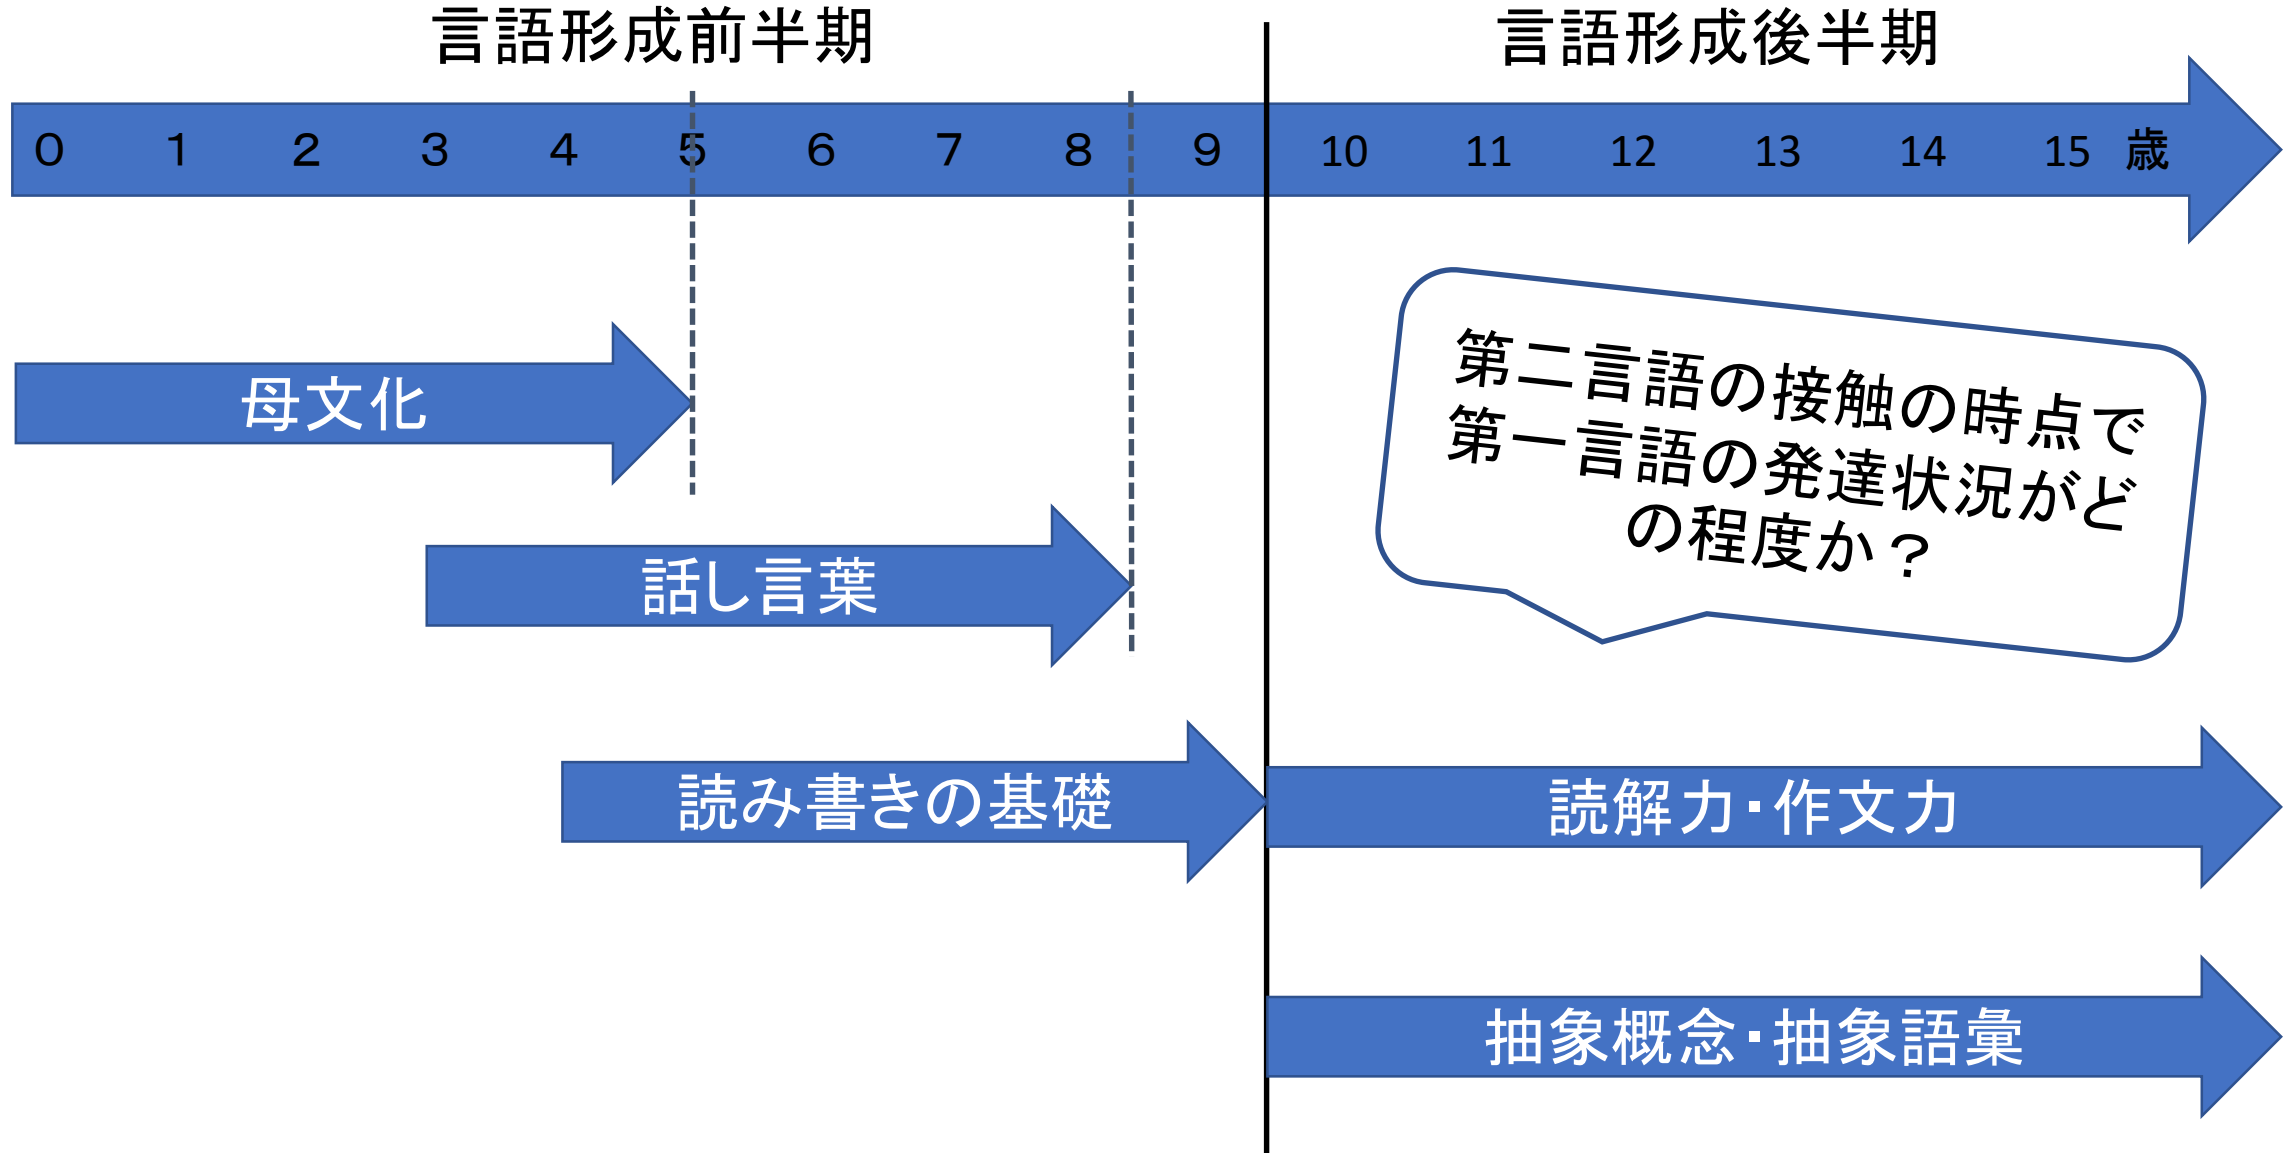 言語形成前半期
言語形成後半期
0 1 2 3 4 5 6 7 8 9 10 11 12 13 14 15 歳
母文化
第二言語の接触の時点で
第一言語の発達状況がど
の程度か？
話し言葉
読み書きの基礎
読解力・作文力
抽象概念・抽象語彙